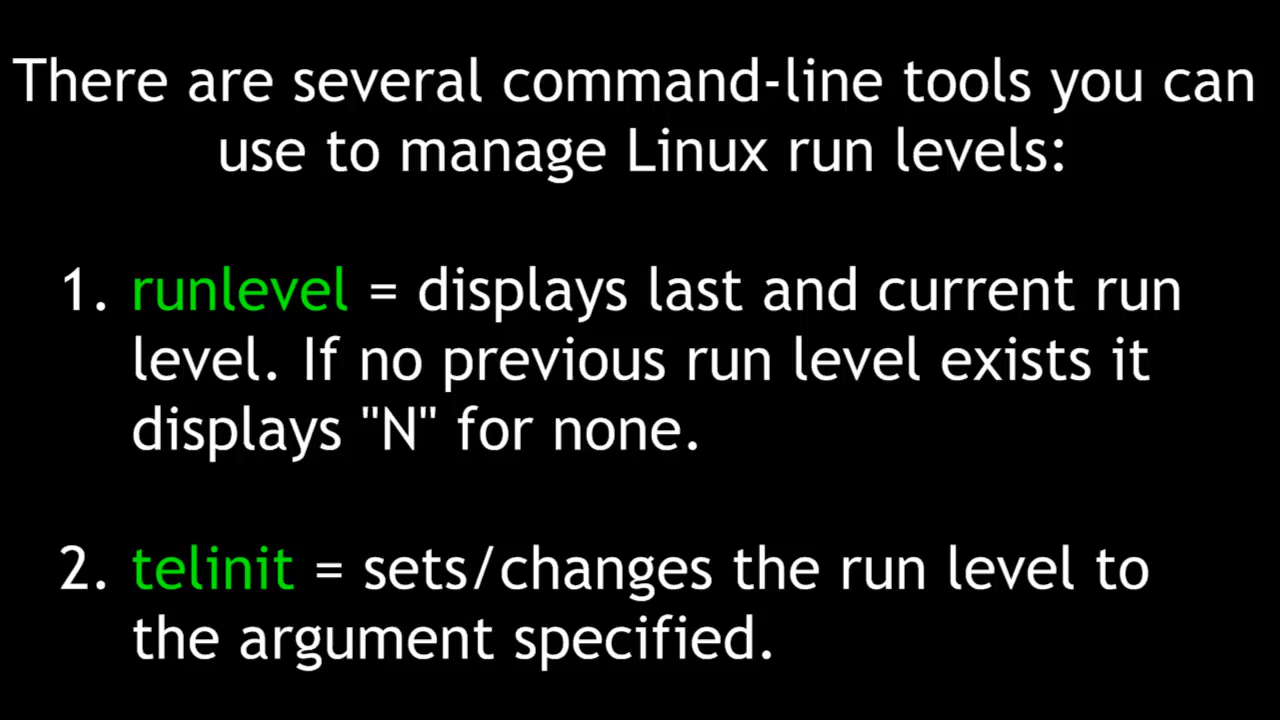 There are several command-line tools you can
use to manage Linux run levels:
1. runlevel = displays last and current run
level. If no previous run level exists it
displays "N" for none.
2. telinit = sets/changes the run level to
the argument specified.